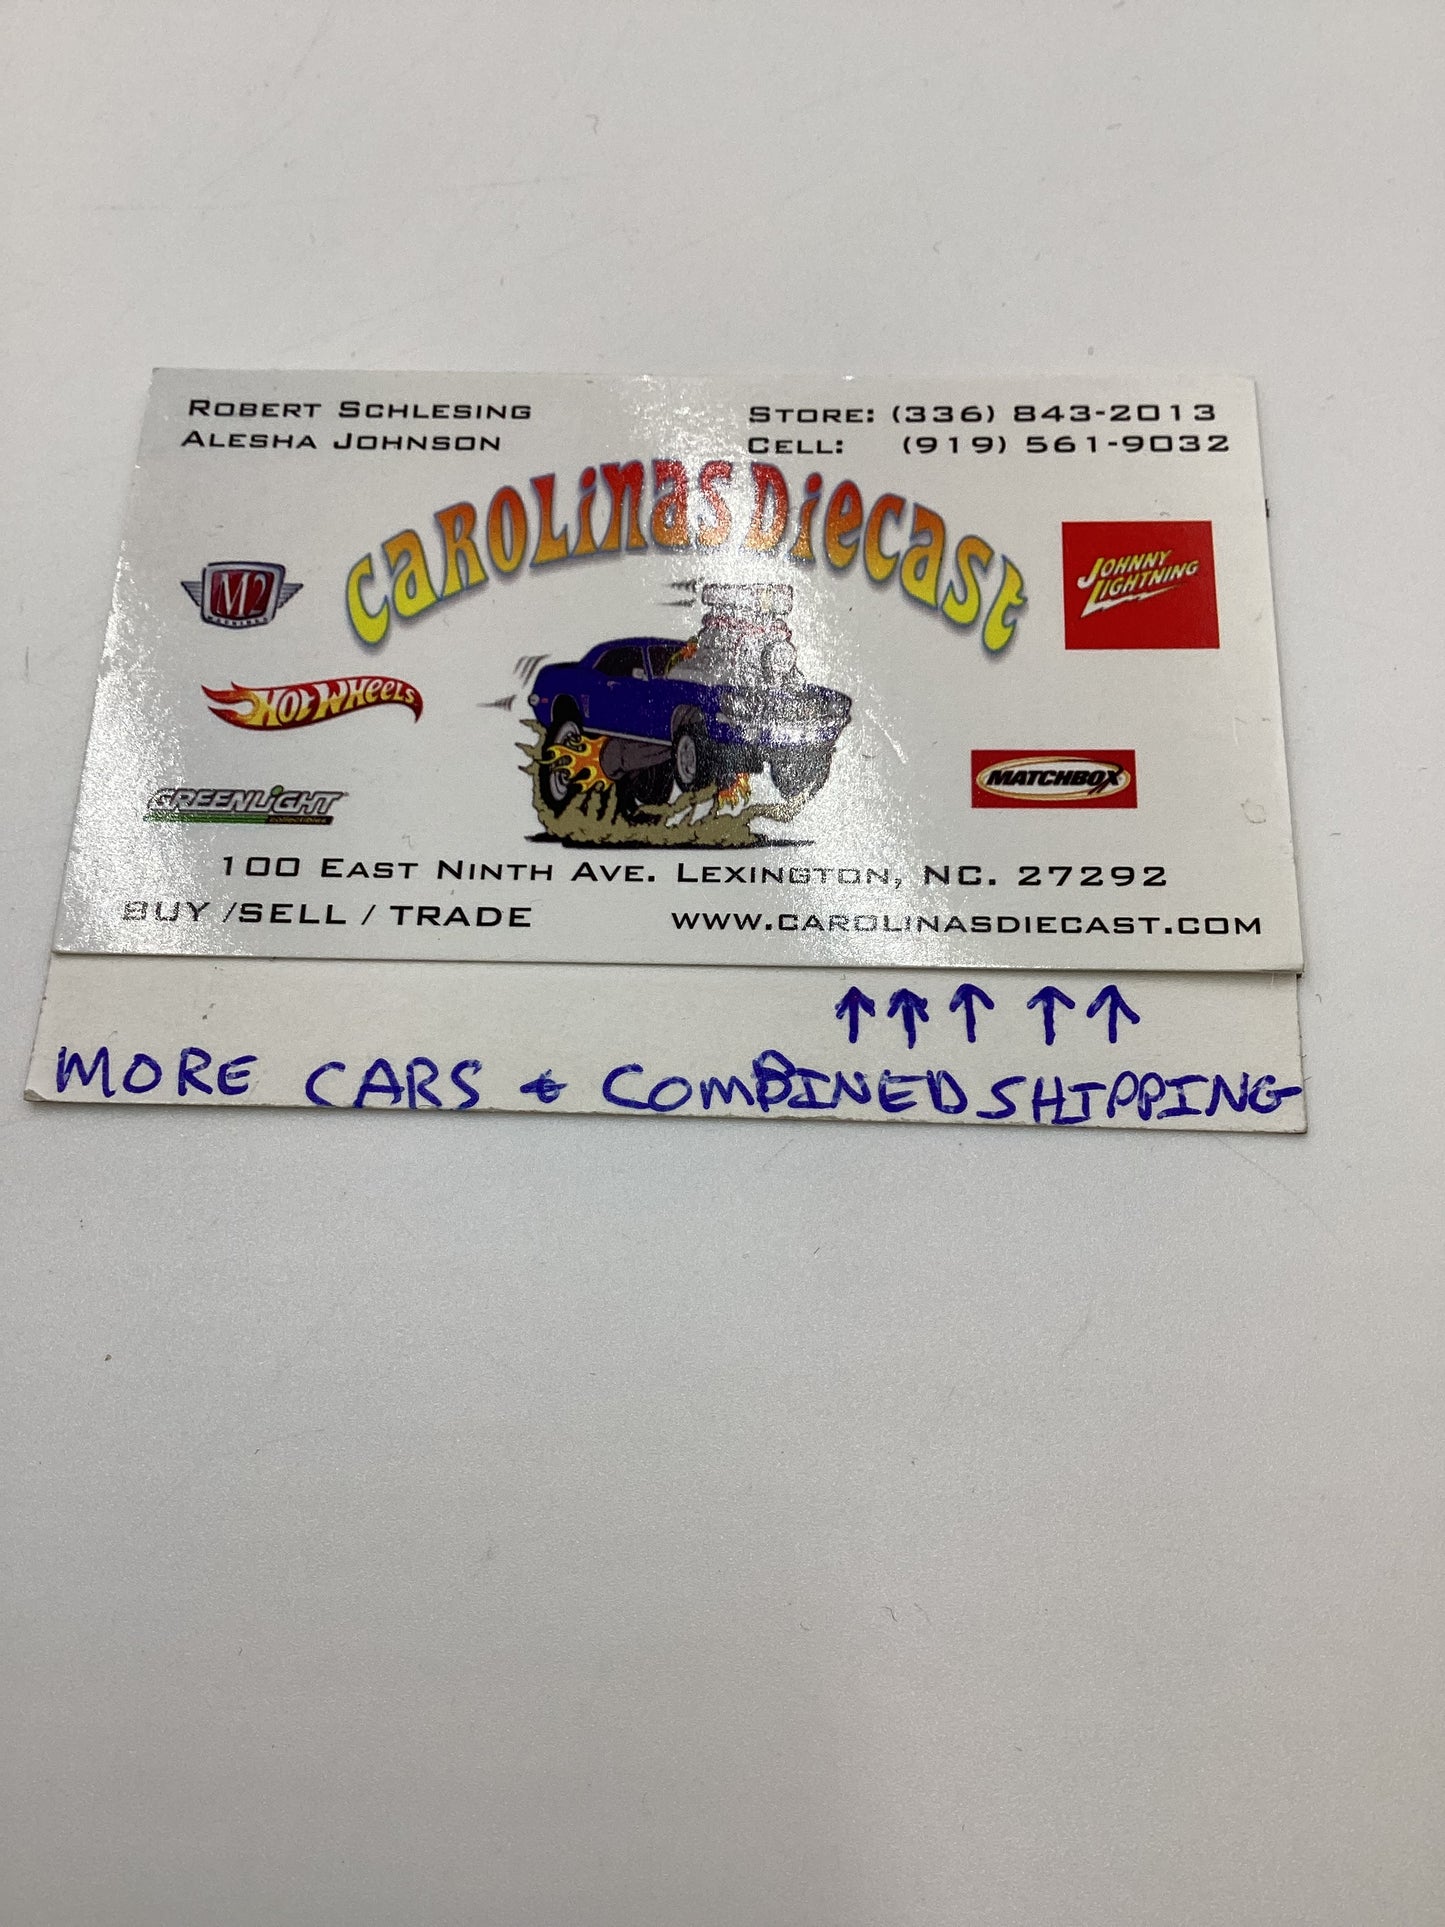 ROBERT SCHLESING
ALESHA JOHNSON
STORE: (336) 843-2013
CELL: (919) 561-9032
CAROLINAS DIECAST
M2
MACHINES
JOHNNY
LIGHTNING
HOT WHEELS
MATCHBOX
GREENLIGHT
COLLECTIBLES
100 EAST NINTH AVE. LEXINGTON, NC. 27292
BUY /SELL / TRADE
WWW.CAROLINASDIECAST.COM
↑↑↑ ↑↑
MORE CARS & COMBINED SHIPPING